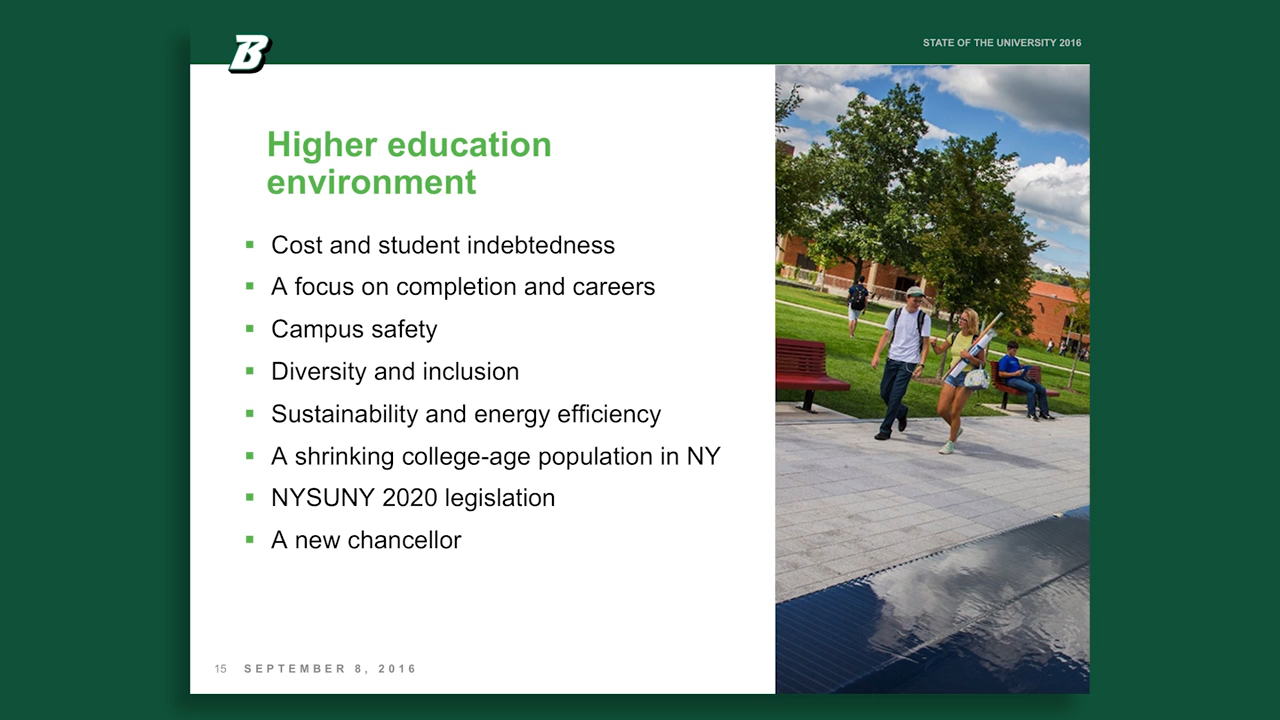 B
STATE OF THE UNIVERSITY 2016
Higher education
environment
Cost and student indebtedness
A focus on completion and careers
Campus safety
Diversity and inclusion
Sustainability and energy efficiency
A shrinking college-age population in NY
NYSUNY 2020 legislation
A new chancellor
15 SEPTEMBER 8, 2016